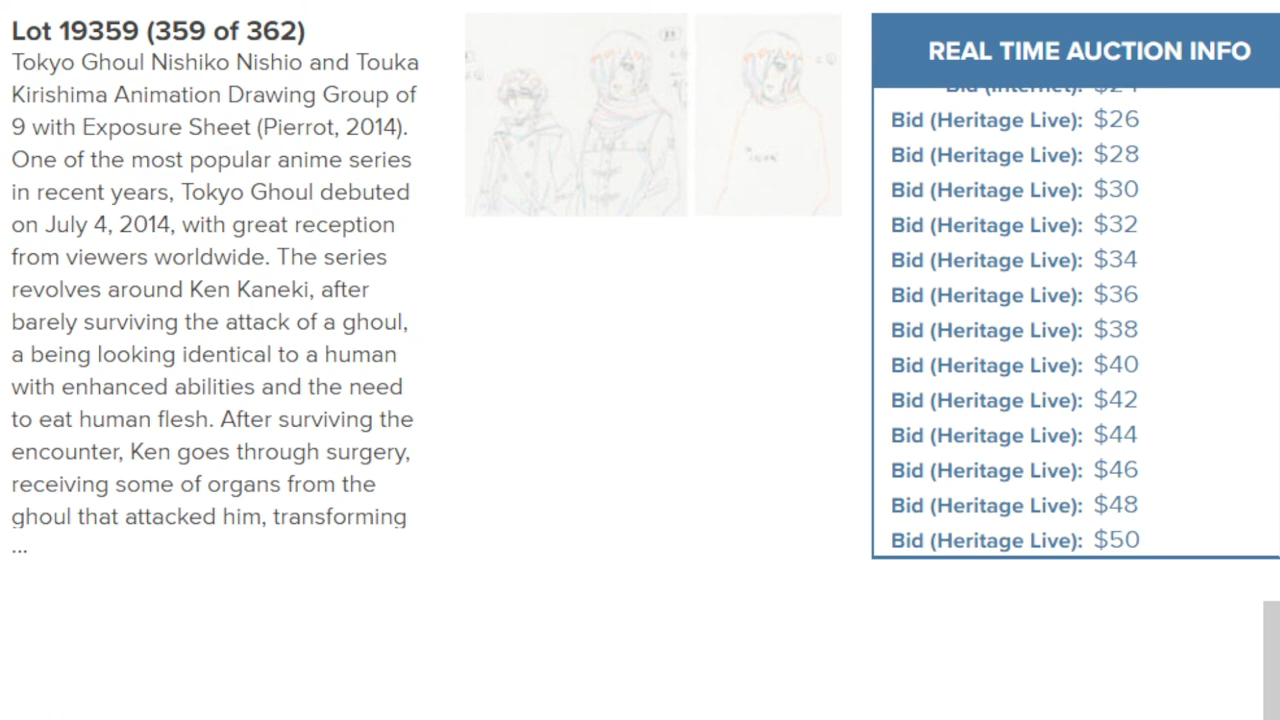 Lot 19359 (359 of 362)
Tokyo Ghoul Nishiko Nishio and Touka
Kirishima Animation Drawing Group of
9 with Exposure Sheet (Pierrot, 2014).
One of the most popular anime series
in recent years, Tokyo Ghoul debuted
on July 4, 2014, with great reception
from viewers worldwide. The series
revolves around Ken Kaneki, after
barely surviving the attack of a ghoul,
a being looking identical to a human
with enhanced abilities and the need
to eat human flesh. After surviving the
encounter, Ken goes through surgery,
receiving some of organs from the
ghoul that attacked him, transforming
...
REAL TIME AUCTION INFO
Bid (Internet): $24
Bid (Heritage Live): $26
Bid (Heritage Live): $28
Bid (Heritage Live): $30
Bid (Heritage Live): $32
Bid (Heritage Live): $34
Bid (Heritage Live): $36
Bid (Heritage Live): $38
Bid (Heritage Live): $40
Bid (Heritage Live): $42
Bid (Heritage Live): $44
Bid (Heritage Live): $46
Bid (Heritage Live): $48
Bid (Heritage Live): $50